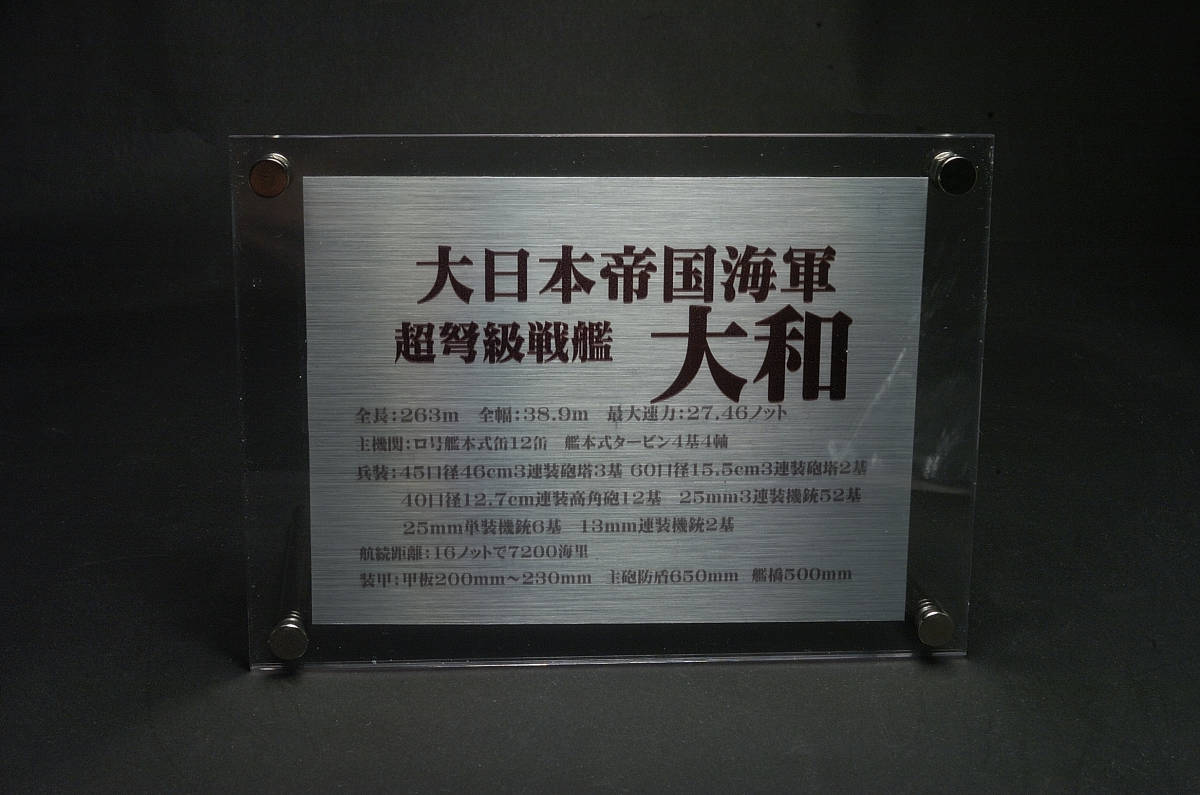 大日本帝国海軍
超弩級戦艦 大和
全長:263m 全幅:38.9m 最大速力:27.46ノット
主機関:ロ号艦本式缶12缶 艦本式タービン4基4軸
兵装:45口径46cm3連装砲塔3基 60口径15.5cm3連装砲塔2基
40口径12.7cm連装高角砲12基 25mm3連装機銃52基
25mm単装機銃6基 13mm連装機銃2基
航続距離:16ノットで7200海里
装甲:甲板200mm〜230mm 主砲防盾650mm 艦橋500mm